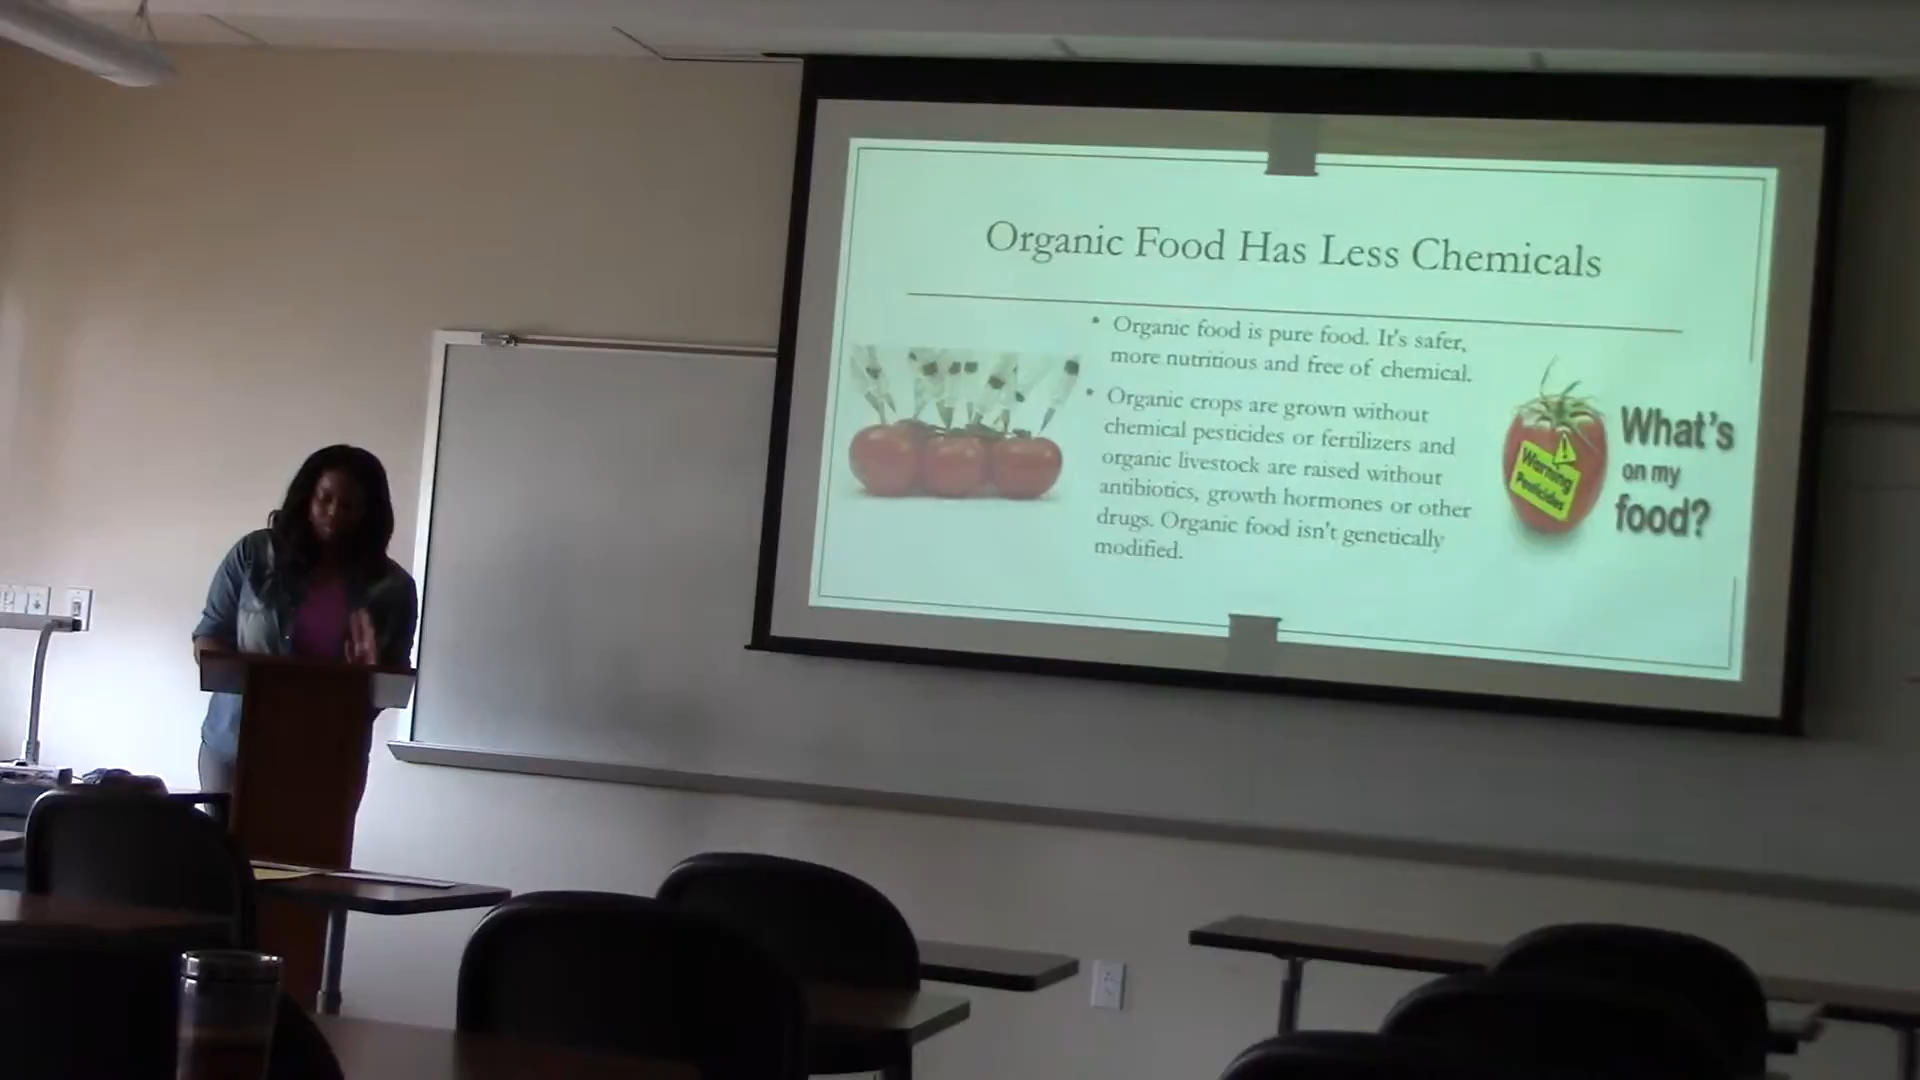 Organic Food Has Less Chemicals
• Organic food is pure food. It's safer,
more nutritious and free of chemical.
• Organic crops are grown without
chemical pesticides or fertilizers and
organic livestock are raised without
antibiotics, growth hormones or other
drugs. Organic food isn't genetically
modified.
Warning
Pesticides
What's
on my
food?